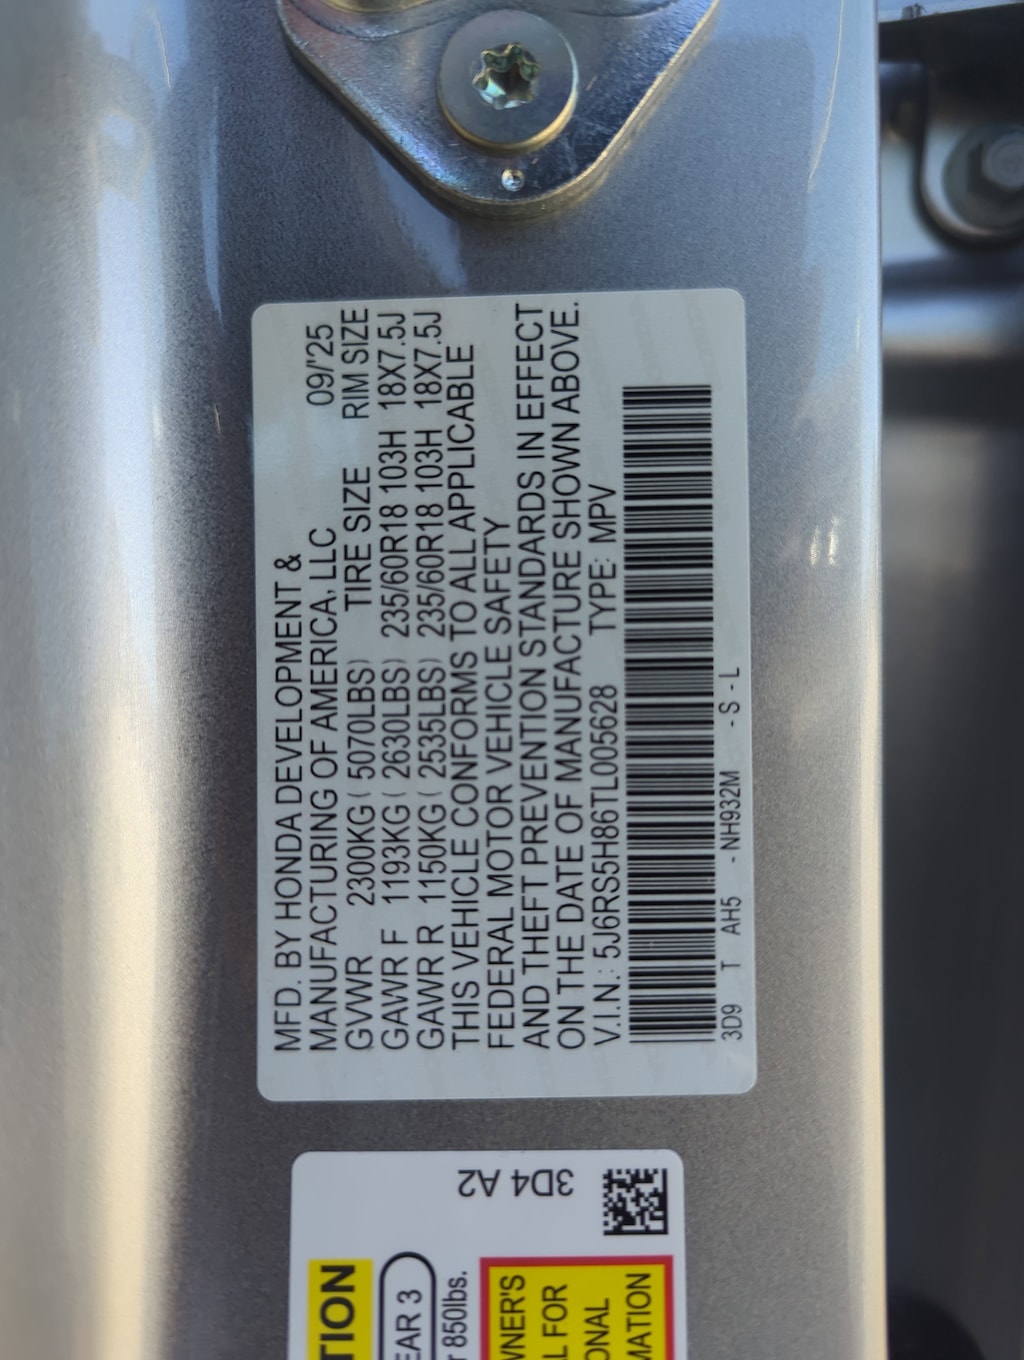 MFD. BY HONDA DEVELOPMENT &
MANUFACTURING OF AMERICA, LLC 09/'25
GVWR 2300KG ( 5070LBS) TIRE SIZE RIM SIZE
GAWR F 1193KG ( 2630LBS) 235/60R18 103H 18X7.5J
GAWR R 1150KG ( 2535LBS) 235/60R18 103H 18X7.5J
THIS VEHICLE CONFORMS TO ALL APPLICABLE
FEDERAL MOTOR VEHICLE SAFETY
AND THEFT PREVENTION STANDARDS IN EFFECT
ON THE DATE OF MANUFACTURE SHOWN ABOVE.
V.I.N.: 5J6RS5H86TL005628 TYPE: MPV
3D9 T AH5 - NH932M - S - L
3D4 A2
TION
EAR 3
r 850lbs.
WNER'S
AL FOR
ONAL
MATION